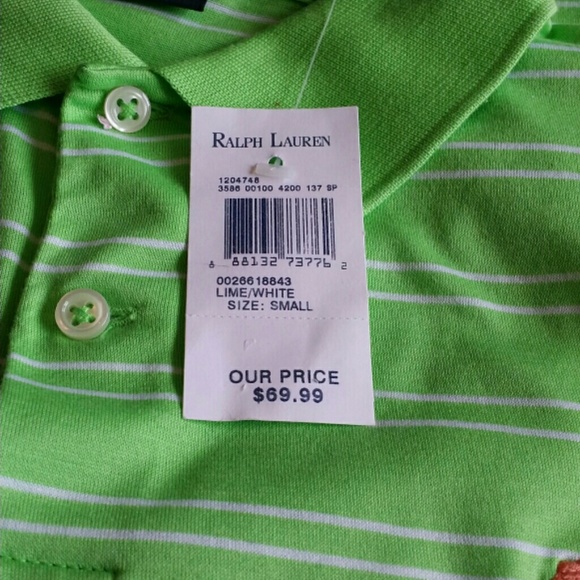 RALPH LAUREN
1204748
3586 00100 4200 137 SP
8 88132 73776 2
0026618843
LIME/WHITE
SIZE: SMALL
OUR PRICE
$69.99